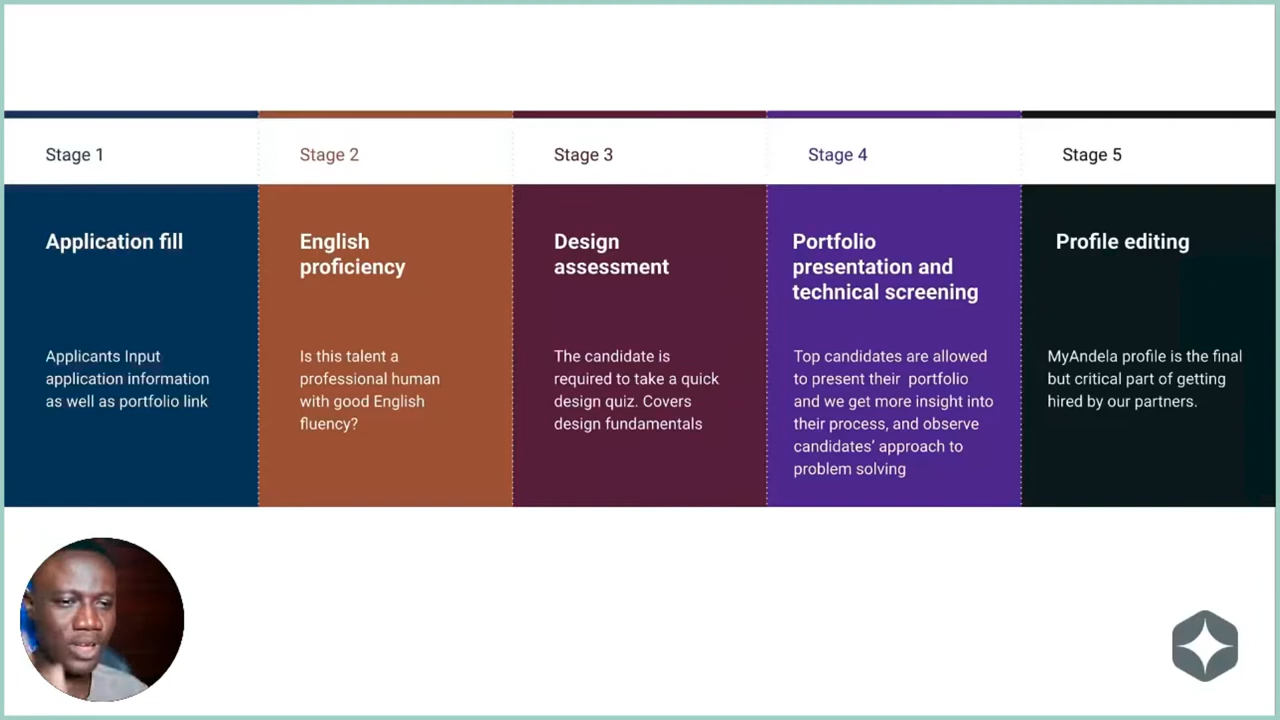 Stage 1
Stage 2
Stage 3
Stage 4
Stage 5
Application fill
English
proficiency
Design
assessment
Portfolio
presentation and
technical screening
Profile editing
Applicants Input
application information
as well as portfolio link
Is this talent a
professional human
with good English
fluency?
The candidate is
required to take a quick
design quiz. Covers
design fundamentals
Top candidates are allowed
to present their portfolio
and we get more insight into
their process, and observe
candidates’ approach to
problem solving
MyAndela profile is the final
but critical part of getting
hired by our partners.